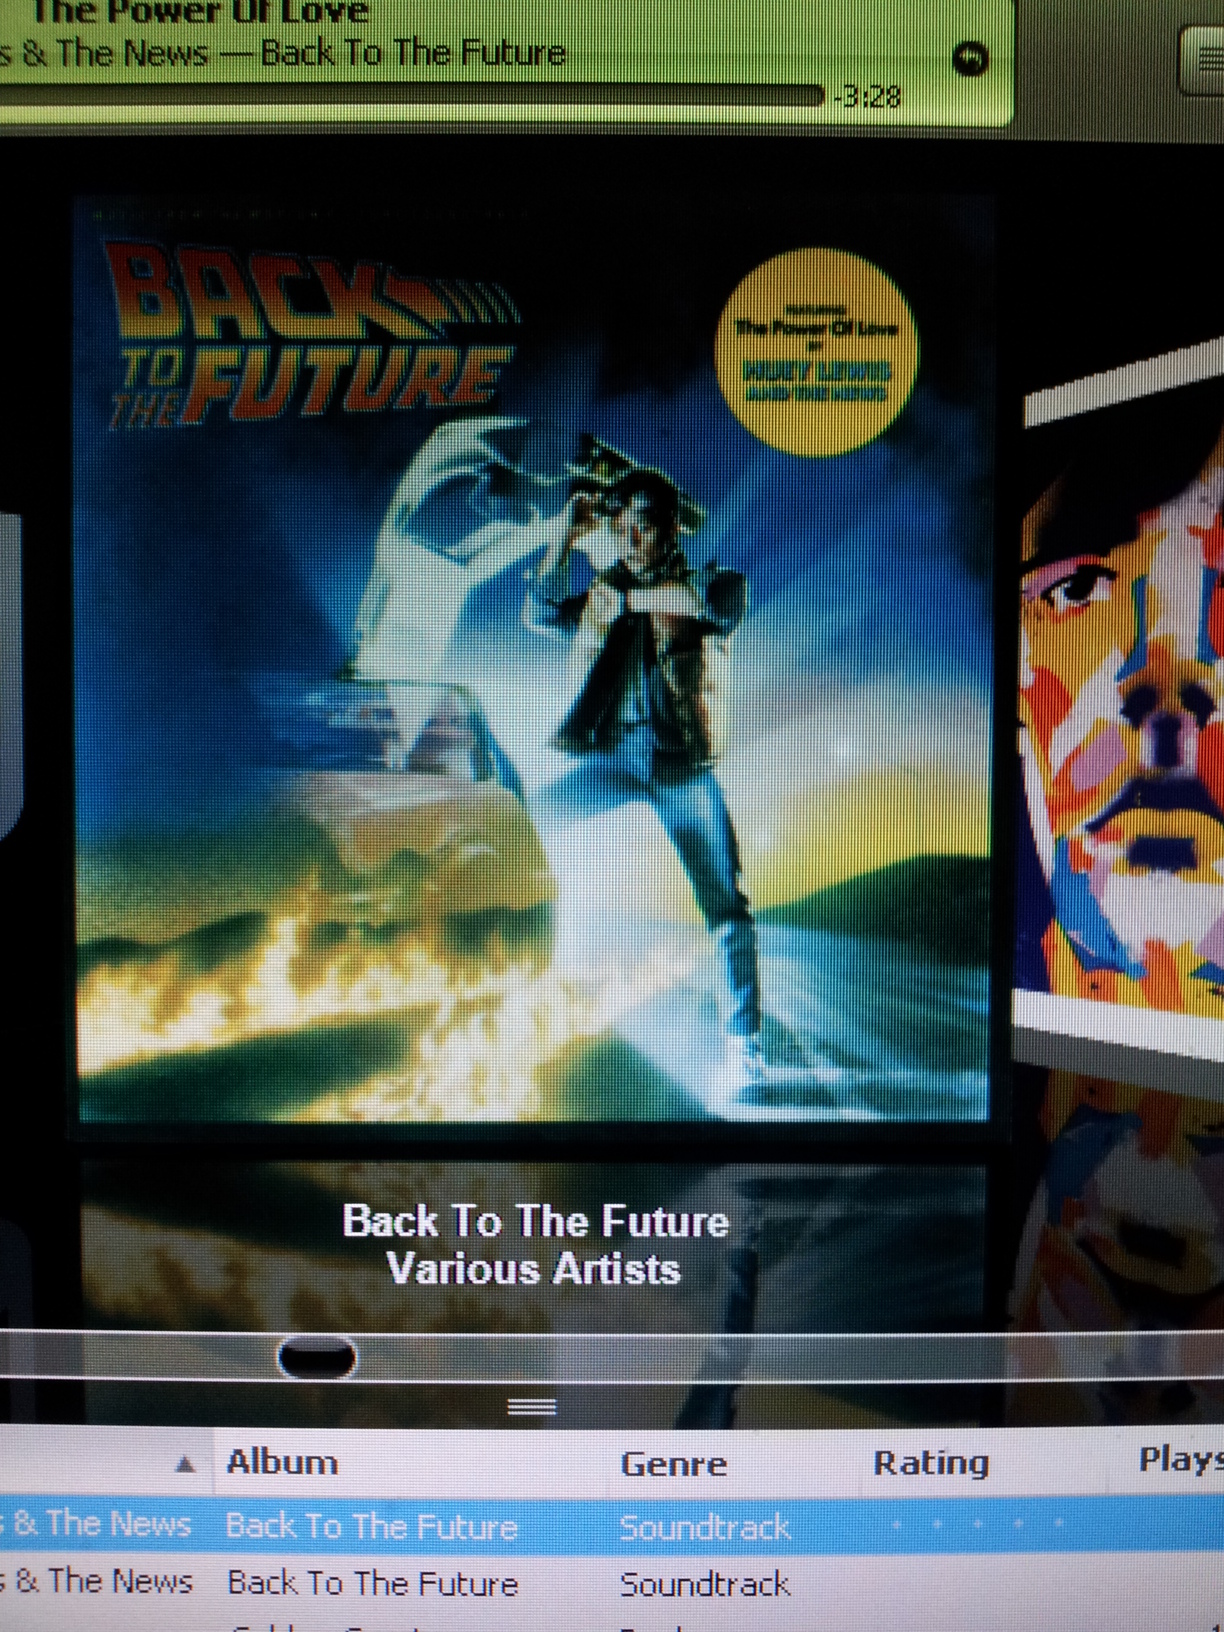 The Power Of Love
s & The News — Back To The Future
-3:28
BACK
TO
THE FUTURE
FEATURING
The Power Of Love
BY
HUEY LEWIS
AND THE NEWS
Back To The Future
Various Artists
Album Genre Rating Plays
s & The News Back To The Future Soundtrack
s & The News Back To The Future Soundtrack